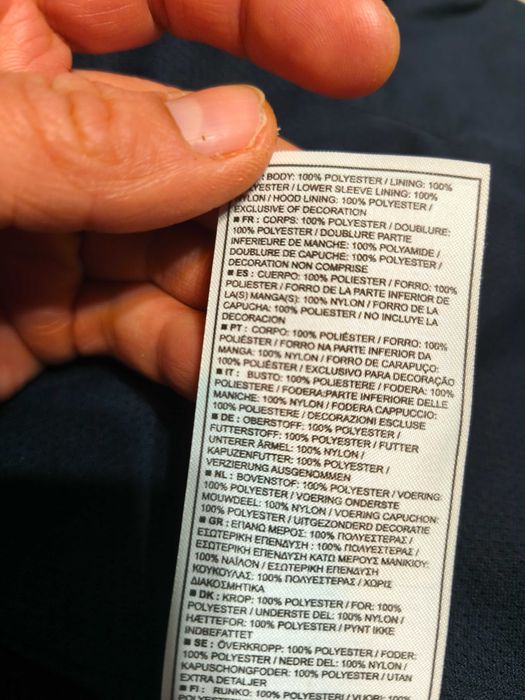 BODY: 100% POLYESTER / LINING: 100%
/ LOWER SLEEVE LINING: 100%
NYLON / HOOD LINING: 100% POLYESTER /
EXCLUSIVE OF DECORATION
■ FR : CORPS: 100% POLYESTER / DOUBLURE:
100% POLYESTER / DOUBLURE PARTIE
INFERIEURE DE MANCHE: 100% POLYAMIDE /
DOUBLURE DE CAPUCHE: 100% POLYESTER /
DECORATION NON COMPRISE
■ ES : CUERPO: 100% POLIESTER / FORRO: 100%
POLIESTER / FORRO DE LA PARTE INFERIOR DE
LA(S) MANGA(S): 100% NYLON / FORRO DE LA
CAPUCHA: 100% POLIESTER / NO INCLUYE LA
DECORACION
■ PT : CORPO: 100% POLIÉSTER / FORRO: 100%
POLIÉSTER / FORRO NA PARTE INFERIOR DA
MANGA: 100% NYLON / FORRO DE CARAPUÇO:
100% POLIÉSTER / EXCLUSIVO PARA DECORAÇÃO
■ IT : BUSTO: 100% POLIESTERE / FODERA: 100%
POLIESTERE / FODERA:PARTE INFERIORE DELLE
MANICHE: 100% NYLON / FODERA CAPPUCCIO:
100% POLIESTERE / DECORAZIONI ESCLUSE
■ DE : OBERSTOFF: 100% POLYESTER /
FUTTERSTOFF: 100% POLYESTER / FUTTER
UNTERER ÄRMEL: 100% NYLON /
KAPUZENFUTTER: 100% POLYESTER /
VERZIERUNG AUSGENOMMEN
■ NL : BOVENSTOF: 100% POLYESTER / VOERING:
100% POLYESTER / VOERING ONDERSTE
MOUWDEEL: 100% NYLON / VOERING CAPUCHON:
100% POLYESTER / UITGEZONDERD DECORATIE
■ GR : ΕΠΑΝΩ ΜΕΡΟΣ: 100% ΠΟΛΥΕΣΤΕΡΑΣ /
ΕΣΩΤΕΡΙΚΗ ΕΠΕΝΔΥΣΗ : 100% ΠΟΛΥΕΣΤΕΡΑΣ /
ΕΣΩΤΕΡΙΚΗ ΕΠΕΝΔΥΣΗ ΚΑΤΩ ΜΕΡΟΥΣ ΜΑΝΙΚΙΟΥ:
100% ΝΑΪΛΟΝ / ΕΣΩΤΕΡΙΚΗ ΕΠΕΝΔΥΣΗ
ΚΟΥΚΟΥΛΑΣ: 100% ΠΟΛΥΕΣΤΕΡΑΣ / ΧΩΡΙΣ
ΔΙΑΚΟΣΜΗΤΙΚΑ
■ DK : KROP: 100% POLYESTER / FOR: 100%
POLYESTER / UNDERSTE DEL: 100% NYLON /
HÆTTEFOR: 100% POLYESTER / PYNT IKKE
INDBEFATTET
■ SE : ÖVERKROPP: 100% POLYESTER / FODER:
100% POLYESTER / NEDRE DEL: 100% NYLON /
KAPUSCHONGFODER: 100% POLYESTER / UTAN
EXTRA DETALJER
■ FI : RUNKO: 100% POLYESTERI / VUORI: 100%